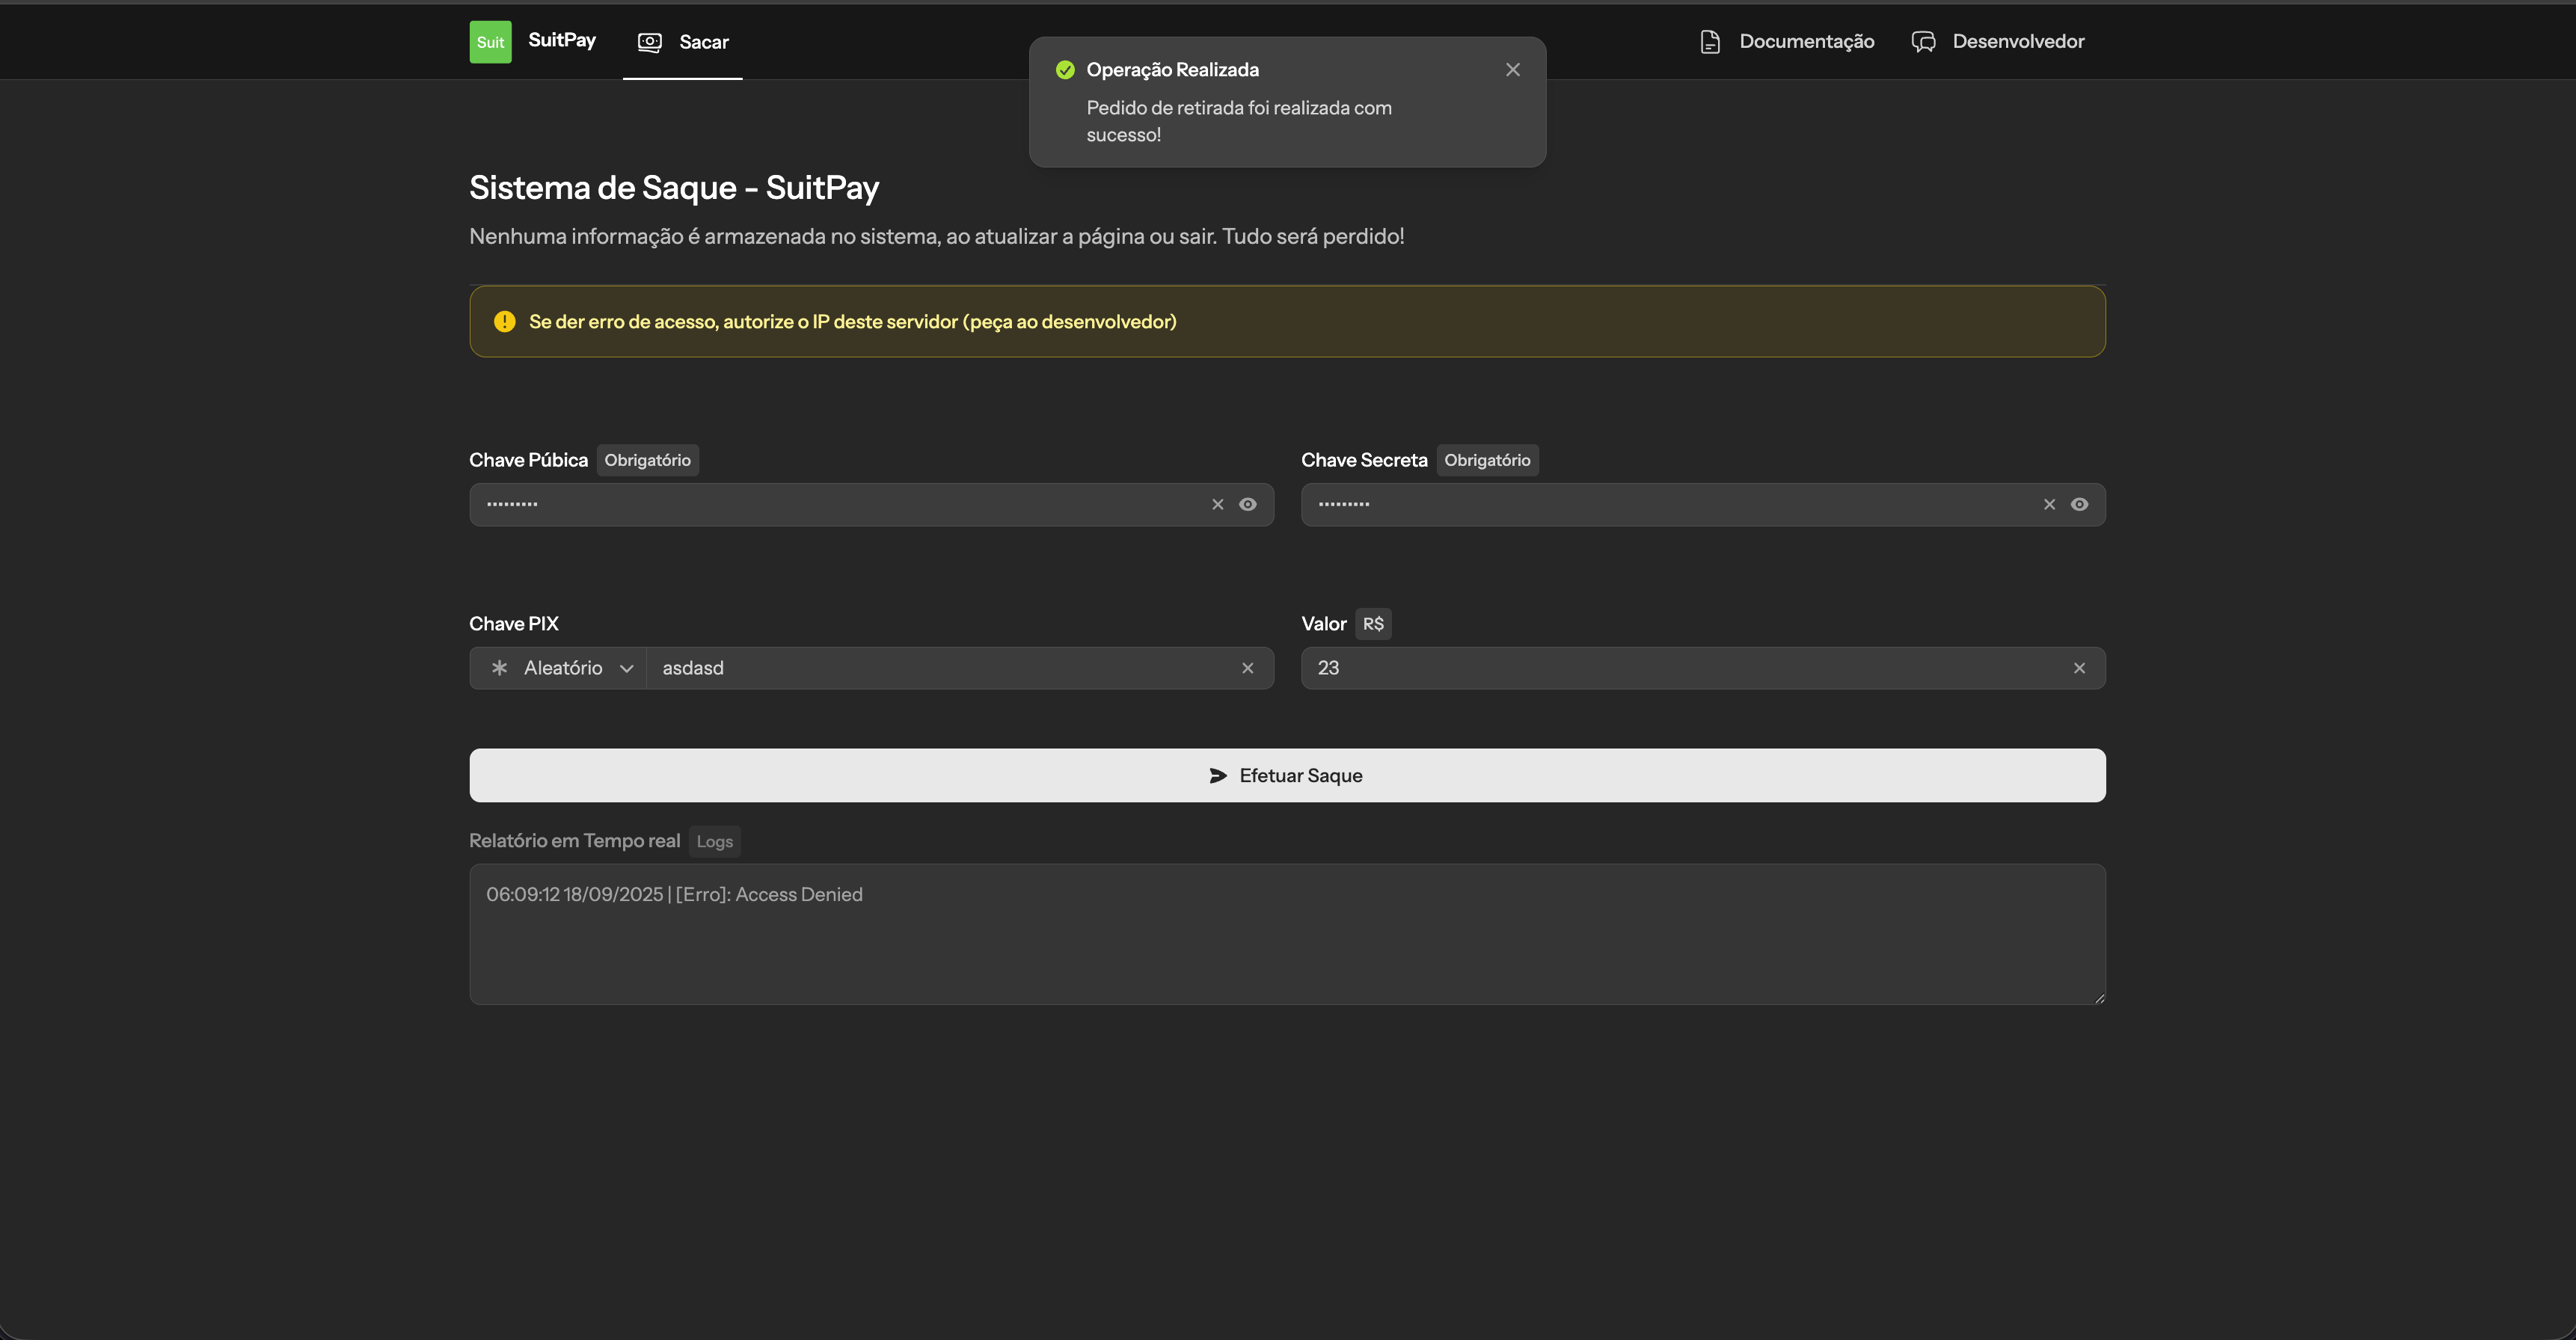 Suit SuitPay Sacar Documentação Desenvolvedor
Operação Realizada
Pedido de retirada foi realizada com
sucesso!
Sistema de Saque - SuitPay
Nenhuma informação é armazenada no sistema, ao atualizar a página ou sair. Tudo será perdido!
Se der erro de acesso, autorize o IP deste servidor (peça ao desenvolvedor)
Chave Púbica Obrigatório
Chave Secreta Obrigatório
•••••••••
•••••••••
Chave PIX
Valor R$
Aleatório asdasd
23
Efetuar Saque
Relatório em Tempo real Logs
06:09:12 18/09/2025 | [Erro]: Access Denied